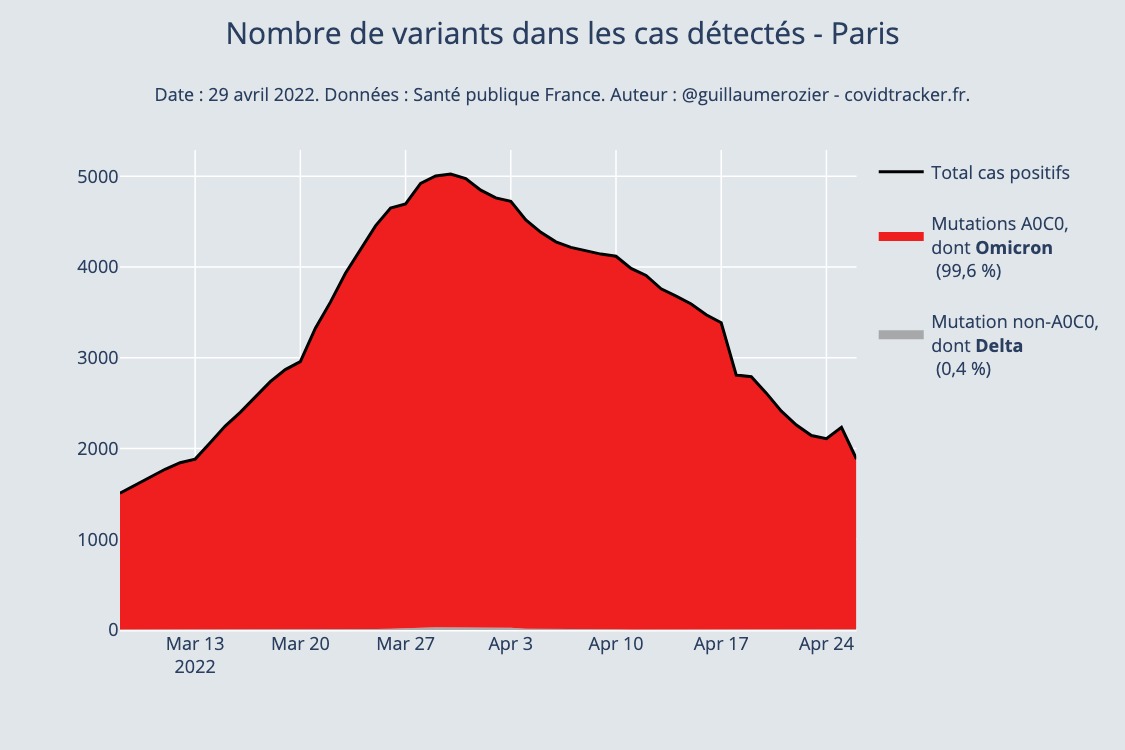 Nombre de variants dans les cas détectés - Paris
Date : 29 avril 2022. Données : Santé publique France. Auteur : @guillaumerozier - covidtracker.fr.
5000
4000
3000
2000
1000
0
Mar 13
2022
Mar 20
Mar 27
Apr 3
Apr 10
Apr 17
Apr 24
Total cas positifs
Mutations A0C0,
dont Omicron
(99,6 %)
Mutation non-A0C0,
dont Delta
(0,4 %)